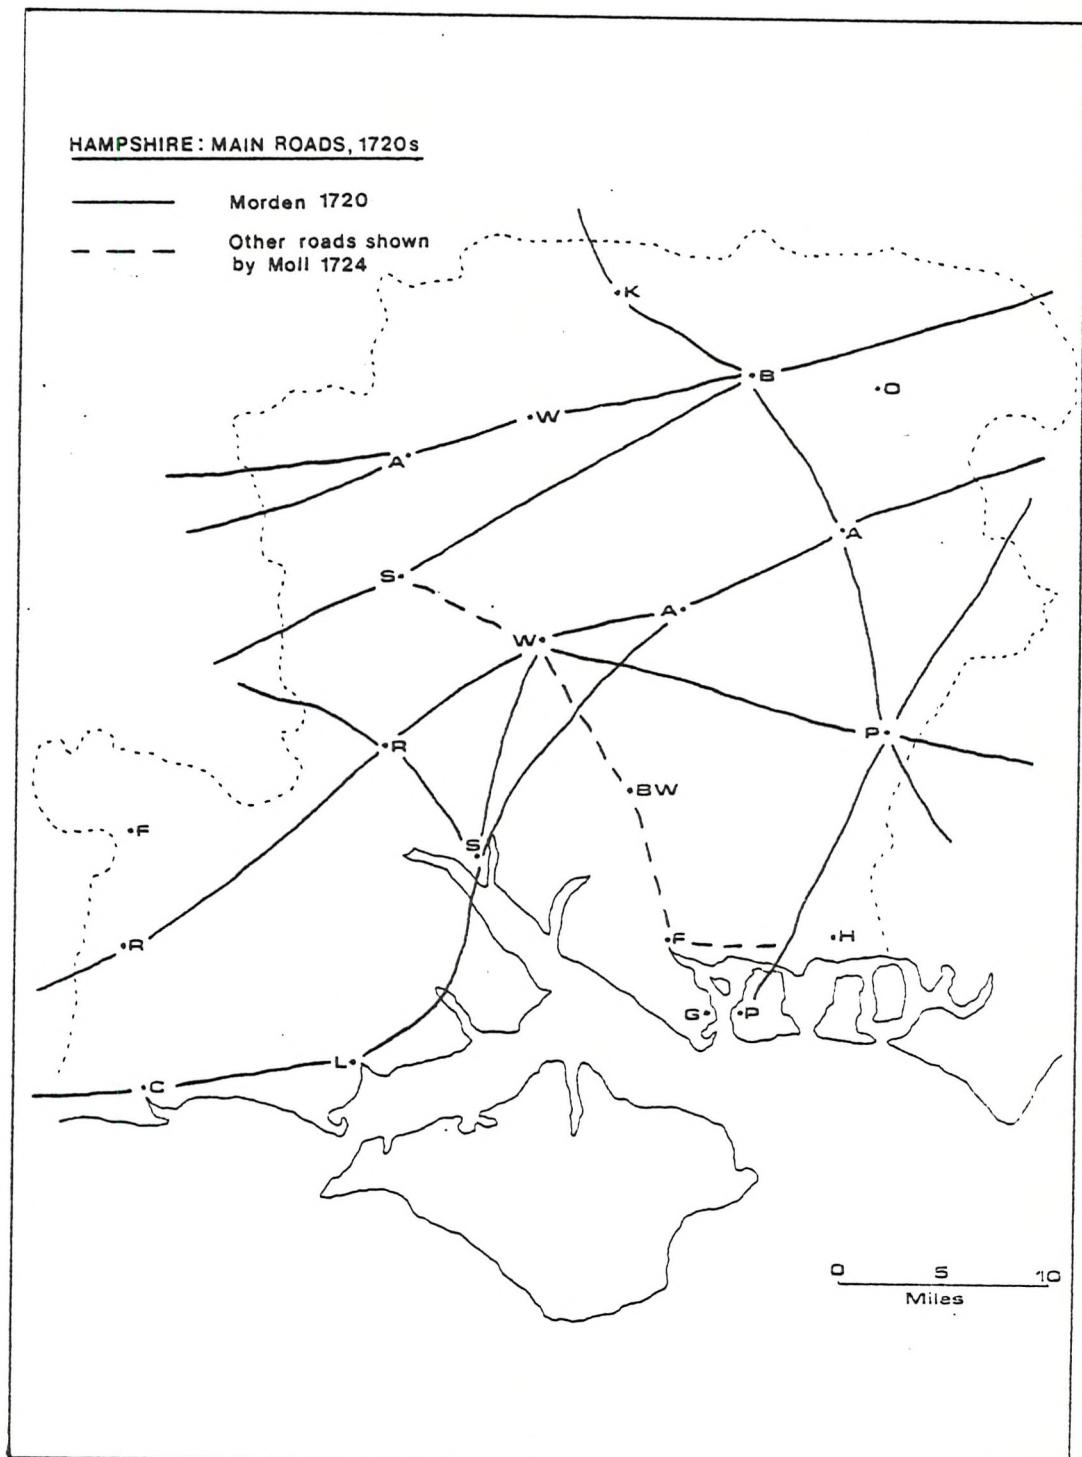 HAMPSHIRE: MAIN ROADS, 1720s
Morden 1720
Other roads shown
by Moll 1724
K
B
O
W
A
A
S
A
W
P
R
BW
F
S
R
F
H
G
P
L
C
0 5 10
Miles